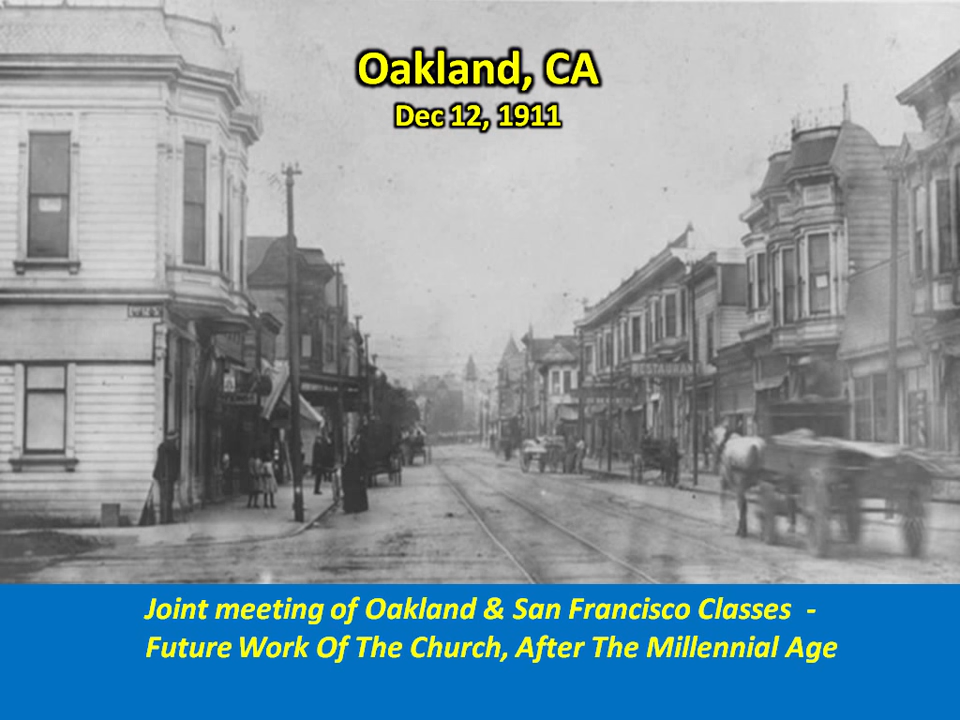 Oakland, CA
Dec 12, 1911
RESTAURANT
Joint meeting of Oakland & San Francisco Classes -
Future Work Of The Church, After The Millennial Age